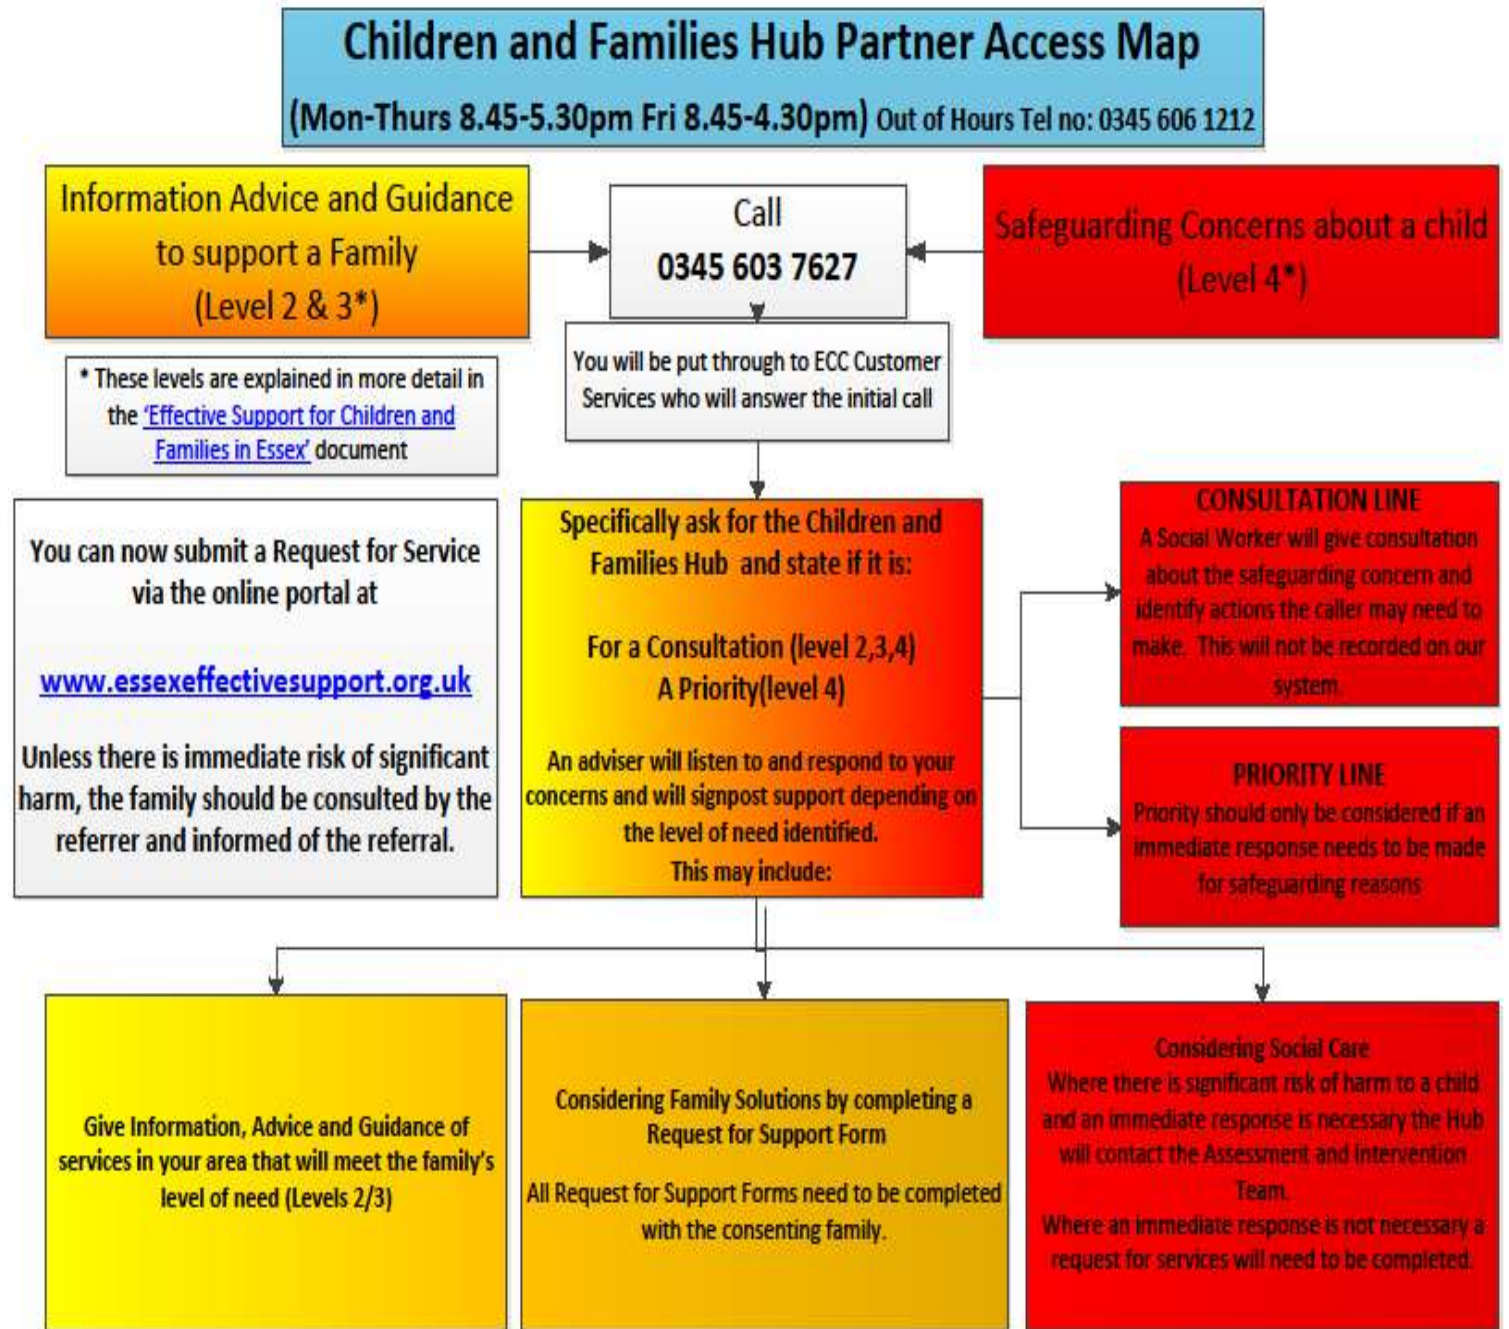 Children and Families Hub Partner Access Map
(Mon-Thurs 8.45-5.30pm Fri 8.45-4.30pm) Out of Hours Tel no: 0345 606 1212
Information Advice and Guidance
to support a Family
(Level 2 & 3*)
Call
0345 603 7627
Safeguarding Concerns about a child
(Level 4*)
You will be put through to ECC Customer
Services who will answer the initial call
* These levels are explained in more detail in
the 'Effective Support for Children and
Families in Essex' document
You can now submit a Request for Service
via the online portal at
www.essexeffectivesupport.org.uk
Unless there is immediate risk of significant
harm, the family should be consulted by the
referrer and informed of the referral.
Specifically ask for the Children and
Families Hub and state if it is:
For a Consultation (level 2,3,4)
A Priority(level 4)
An adviser will listen to and respond to your
concerns and will signpost support depending on
the level of need identified.
This may include:
CONSULTATION LINE
A Social Worker will give consultation
about the safeguarding concern and
identify actions the caller may need to
make. This will not be recorded on our
system.
PRIORITY LINE
Priority should only be considered if an
immediate response needs to be made
for safeguarding reasons
Give Information, Advice and Guidance of
services in your area that will meet the family's
level of need (Levels 2/3)
Considering Family Solutions by completing a
Request for Support Form
All Request for Support Forms need to be completed
with the consenting family.
Considering Social Care
Where there is significant risk of harm to a child
and an immediate response is necessary the Hub
will contact the Assessment and Intervention
Team.
Where an immediate response is not necessary a
request for services will need to be completed.